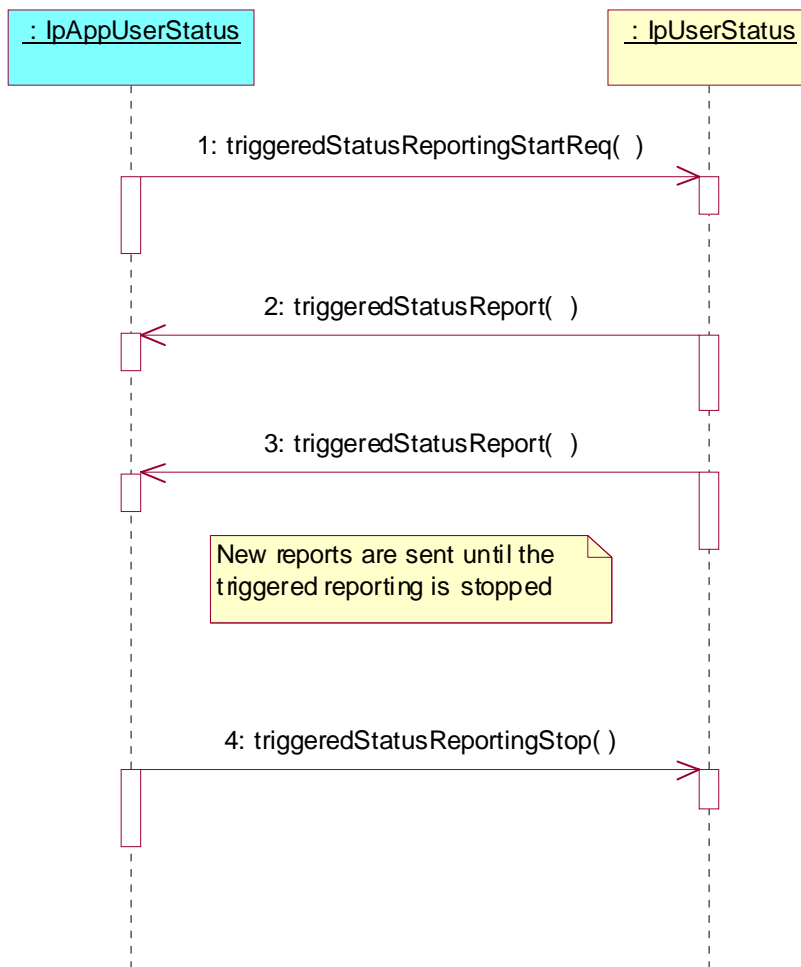 : IpAppUserStatus
: IpUserStatus
1: triggeredStatusReportingStartReq(  )
2: triggeredStatusReport(  )
3: triggeredStatusReport(  )
New reports are sent until the
triggered reporting is stopped
4: triggeredStatusReportingStop( )